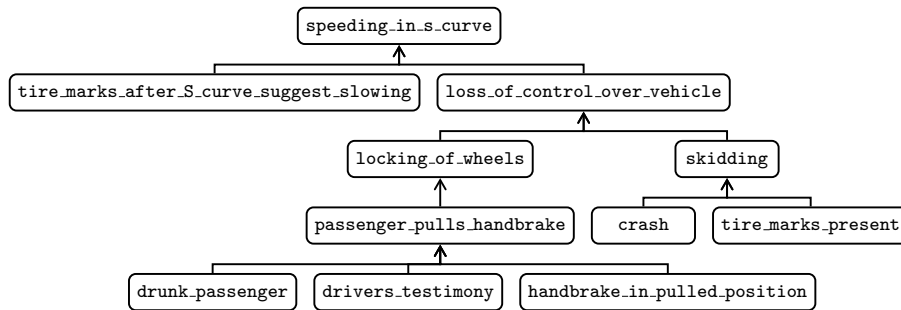 speeding_in_s_curve
tire_marks_after_S_curve_suggest_slowing
loss_of_control_over_vehicle
locking_of_wheels
skidding
passenger_pulls_handbrake
crash
tire_marks_present
drunk_passenger
drivers_testimony
handbrake_in_pulled_position